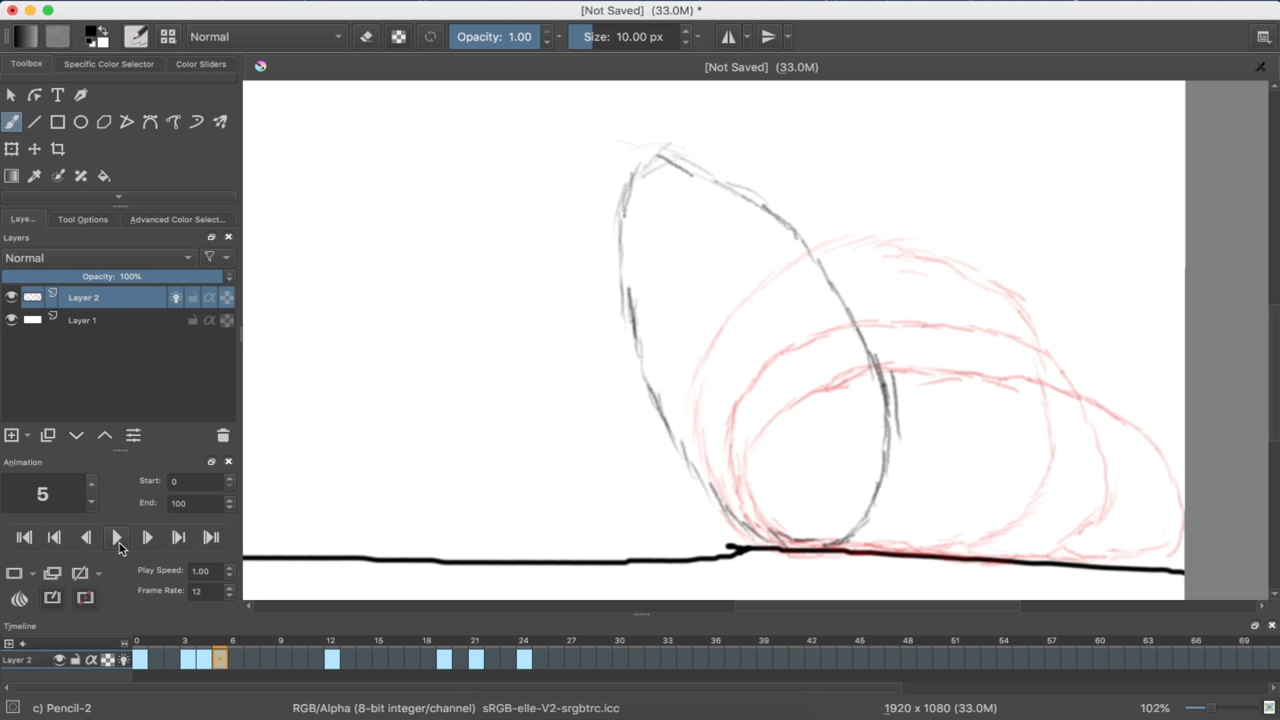 [Not Saved] (33.0M) *
Normal
Opacity: 1.00
Size: 10.00 px
Toolbox
Specific Color Selector
Color Sliders
[Not Saved] (33.0M)
T
Laye...
Tool Options
Advanced Color Select...
Layers
Normal
Opacity: 100%
Layer 2
Layer 1
Animation
5
Start: 0
End: 100
Play Speed: 1.00
Frame Rate: 12
Timeline
0 3 6 9 12 15 18 21 24 27 30 33 36 39 42 45 48 51 54 57 60 63 66 69
Layer 2
c) Pencil-2
RGB/Alpha (8-bit integer/channel) sRGB-elle-V2-srgbtrc.icc
1920 x 1080 (33.0M)
102%